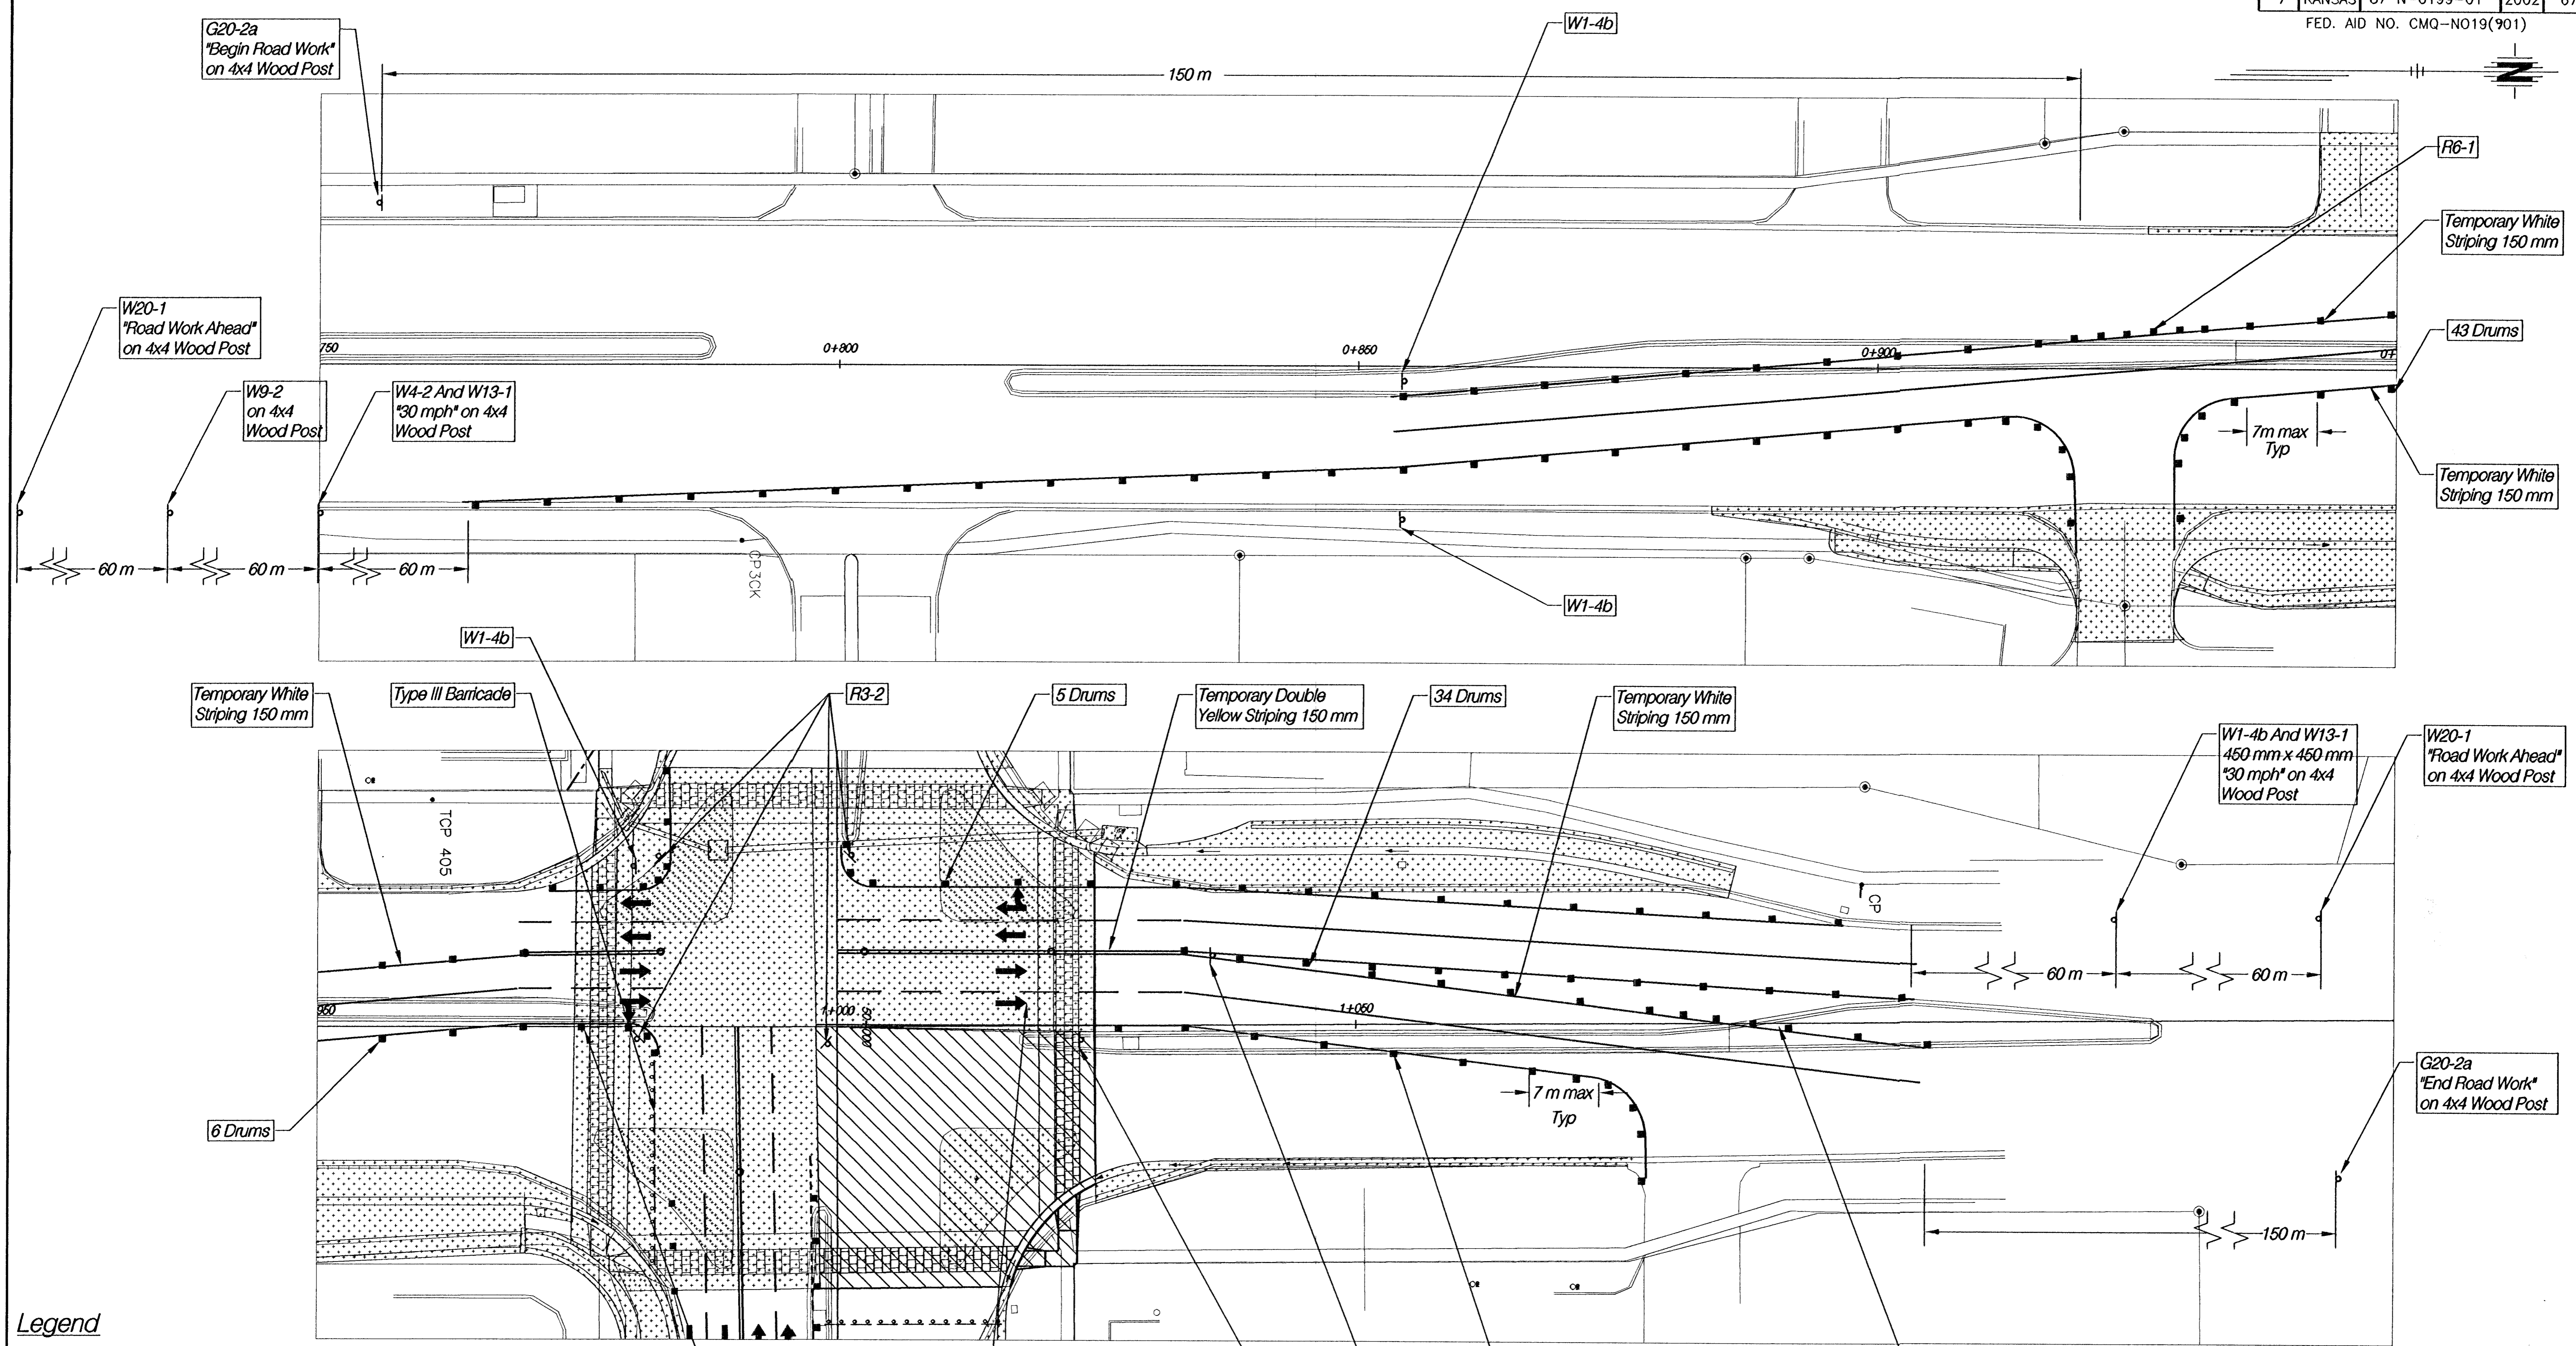 7 KANSAS 2002
FED. AID NO. CMQ-N019(901)
N
G20-2a
"Begin Road Work"
on 4x4 Wood Post
150 m
W1-4b
R6-1
Temporary White
Striping 150 mm
W20-1
"Road Work Ahead"
on 4x4 Wood Post
750
0+800
0+850
0+900
0+
43 Drums
W9-2
on 4x4
Wood Post
W4-2 And W13-1
"30 mph" on 4x4
Wood Post
7m max
Typ
Temporary White
Striping 150 mm
60 m
60 m
60 m
CP3CK
W1-4b
W1-4b
Temporary White
Striping 150 mm
Type III Barricade
R3-2
5 Drums
Temporary Double
Yellow Striping 150 mm
34 Drums
Temporary White
Striping 150 mm
W1-4b And W13-1
450 mm x 450 mm
"30 mph" on 4x4
Wood Post
W20-1
"Road Work Ahead"
on 4x4 Wood Post
TCP 405
CP
60 m
60 m
950
1+000
1+050
G20-2a
"End Road Work"
on 4x4 Wood Post
7 m max
Typ
6 Drums
150 m
Legend